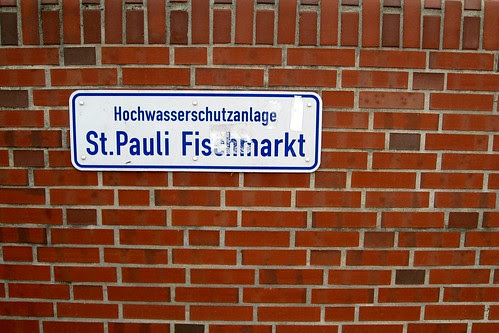 Hochwasserschutzanlage
St.Pauli Fischmarkt